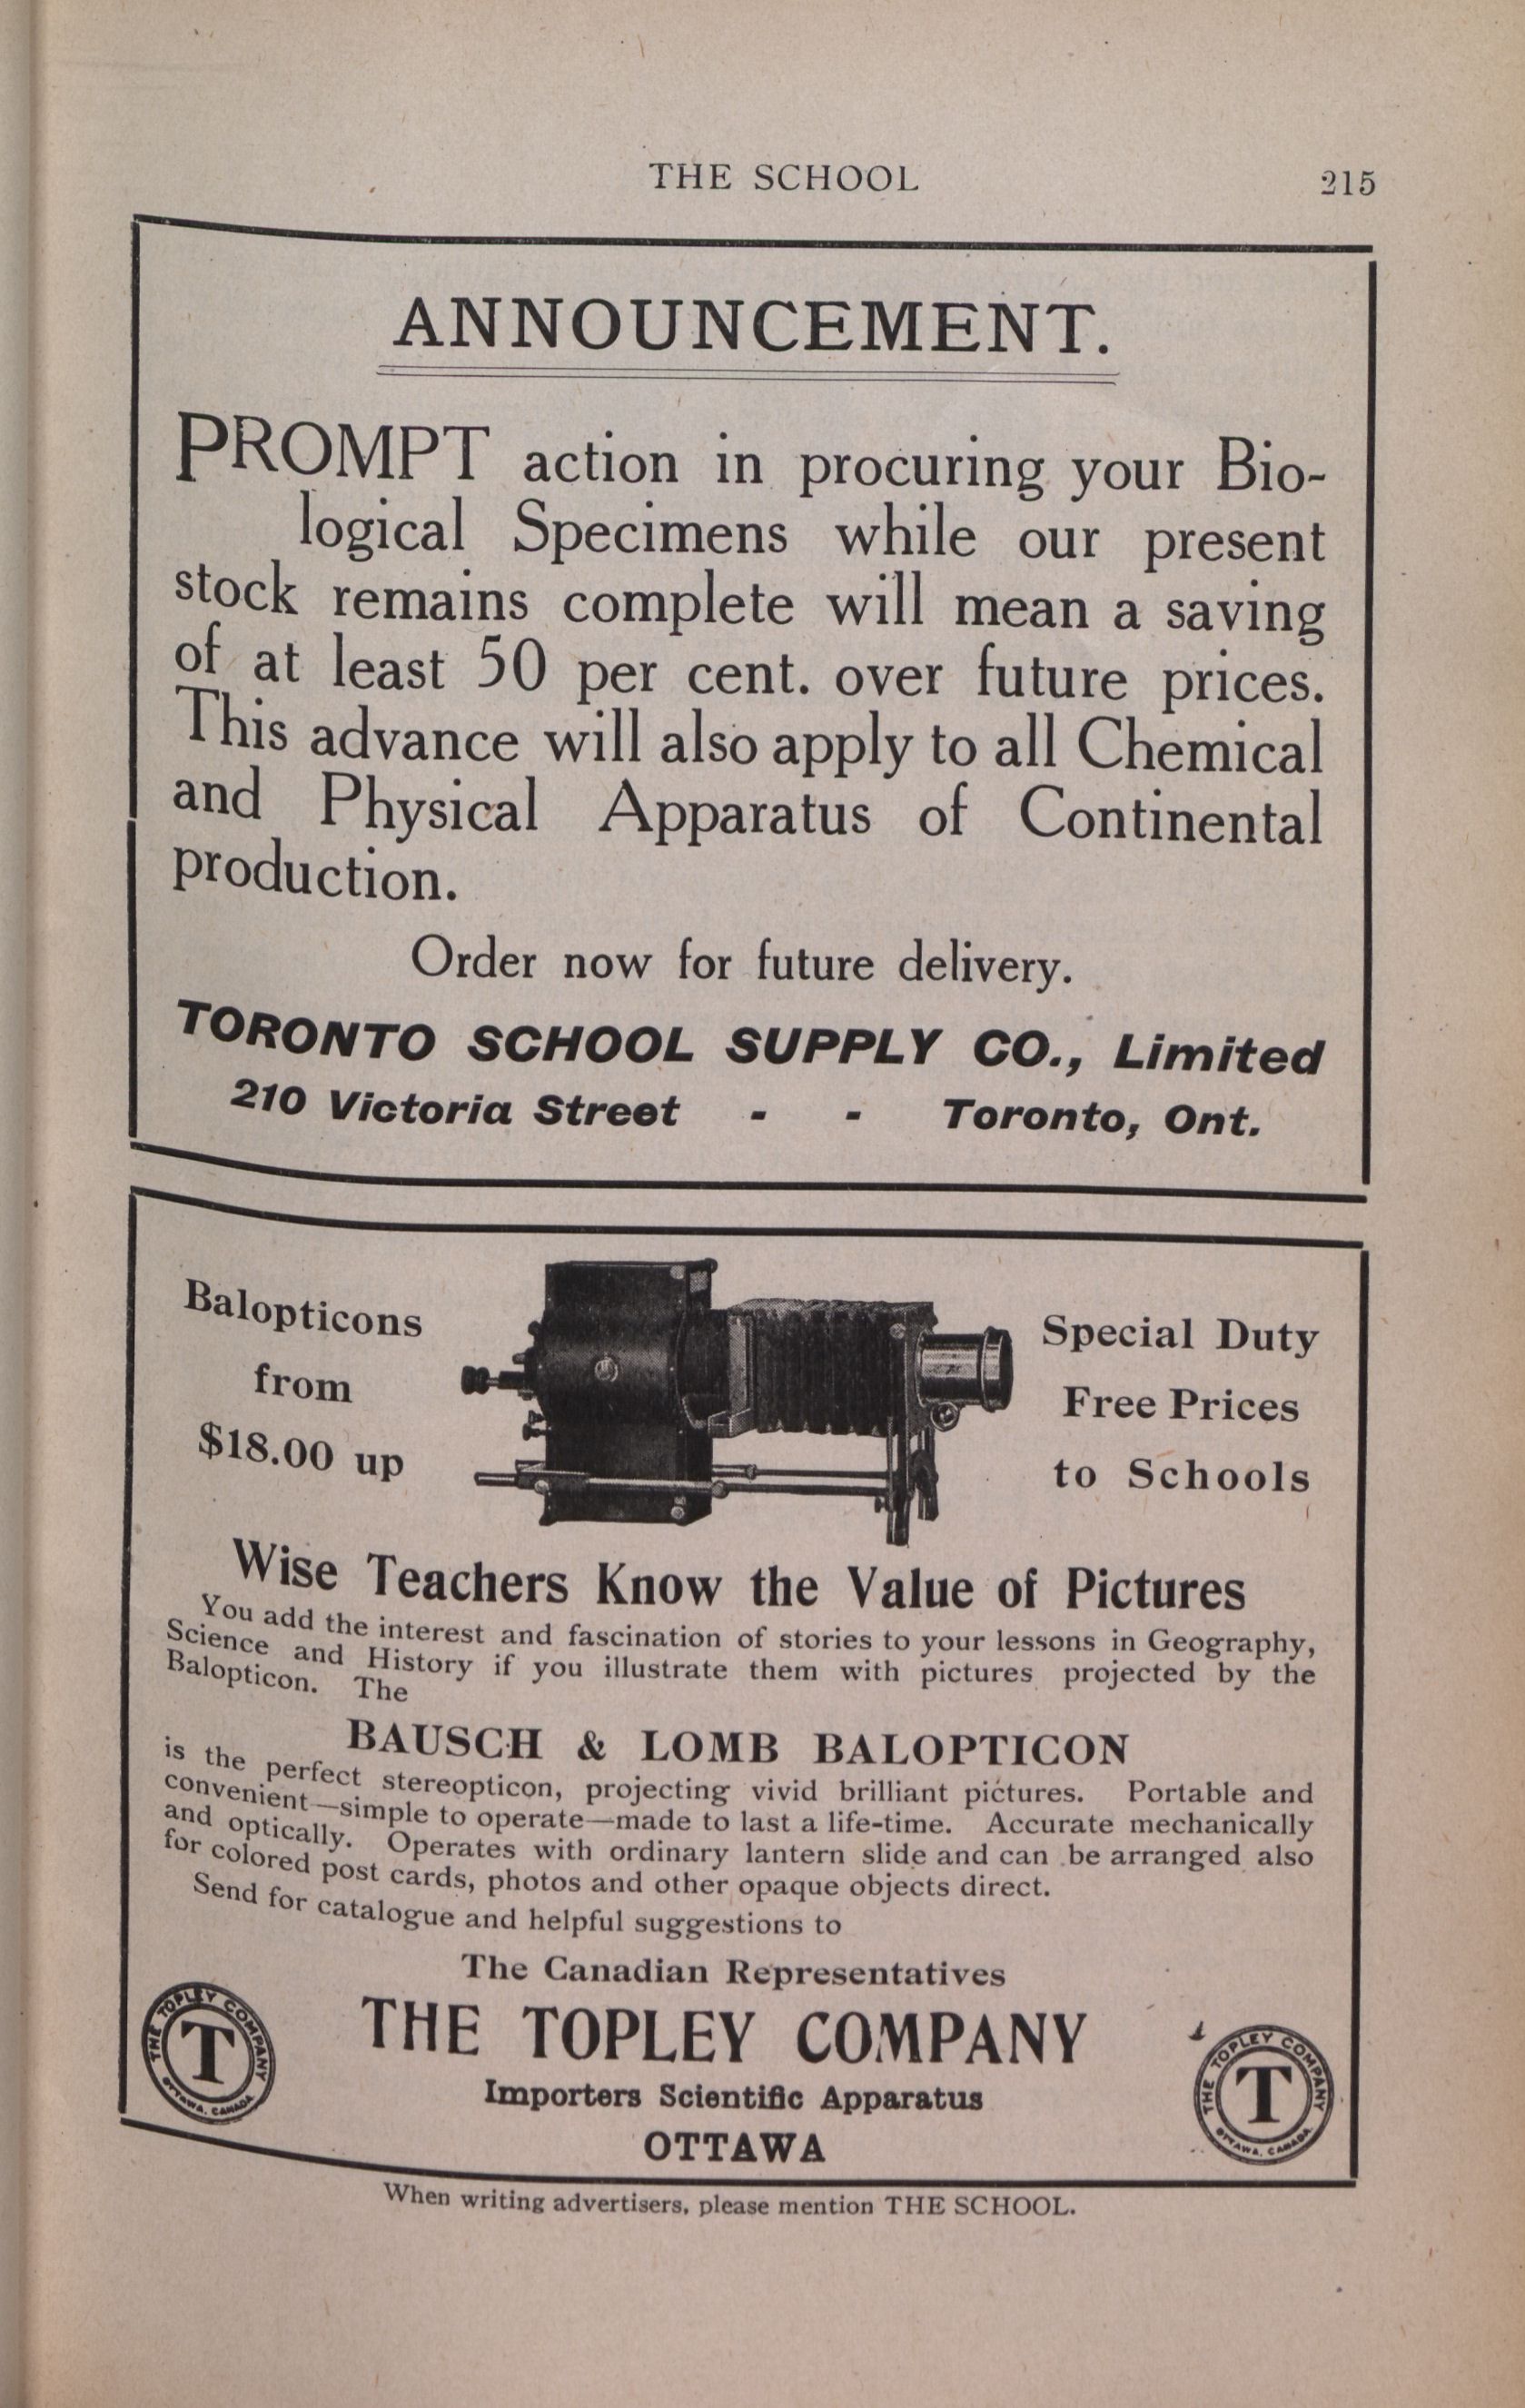 THE SCHOOL 215
ANNOUNCEMENT.
PROMPT action in procuring your Bio-
logical Specimens while our present
stock remains complete will mean a saving
of at least 50 per cent. over future prices.
This advance will also apply to all Chemical
and Physical Apparatus of Continental
production.
Order now for future delivery.
TORONTO SCHOOL SUPPLY CO., Limited
210 Victoria Street - - Toronto, Ont.
Balopticons
from
$18.00 up
Special Duty
Free Prices
to Schools
Wise Teachers Know the Value of Pictures
You add the interest and fascination of stories to your lessons in Geography,
Science and History if you illustrate them with pictures projected by the
Balopticon. The
BAUSCH & LOMB BALOPTICON
is the perfect stereopticon, projecting vivid brilliant pictures. Portable and
convenient—simple to operate—made to last a life-time. Accurate mechanically
and optically. Operates with ordinary lantern slide and can be arranged also
for colored post cards, photos and other opaque objects direct.
Send for catalogue and helpful suggestions to
The Canadian Representatives
THE TOPLEY COMPANY
Importers Scientific Apparatus
OTTAWA
THE TOPLEY COMPANY
T
OTTAWA, CANADA
THE TOPLEY COMPANY
T
OTTAWA, CANADA
When writing advertisers, please mention THE SCHOOL.